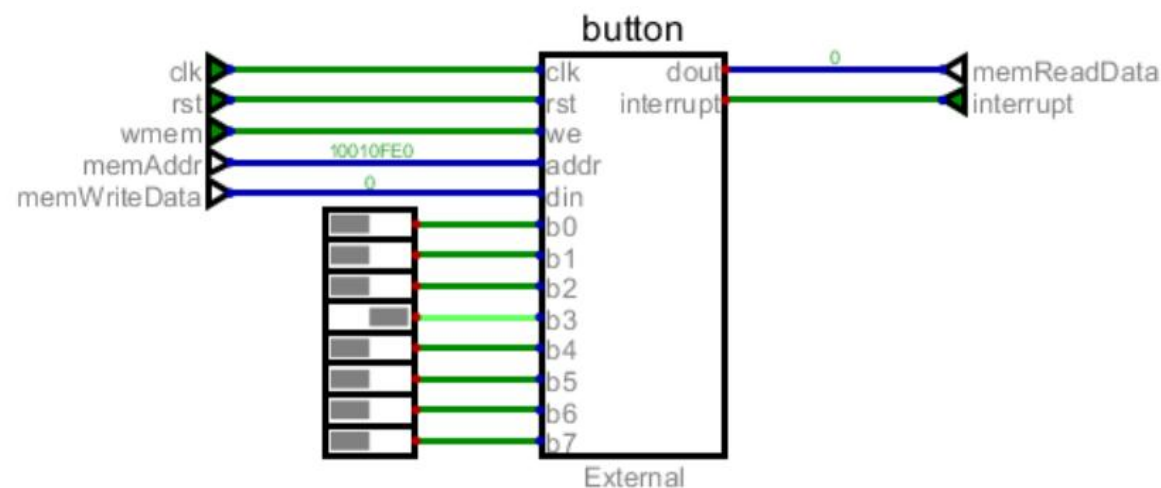 button
clk clk dout 0 memReadData
rst rst interrupt interrupt
wmem we
memAddr 10010FE0 addr
memWriteData 0 din
b0
b1
b2
b3
b4
b5
b6
b7
External